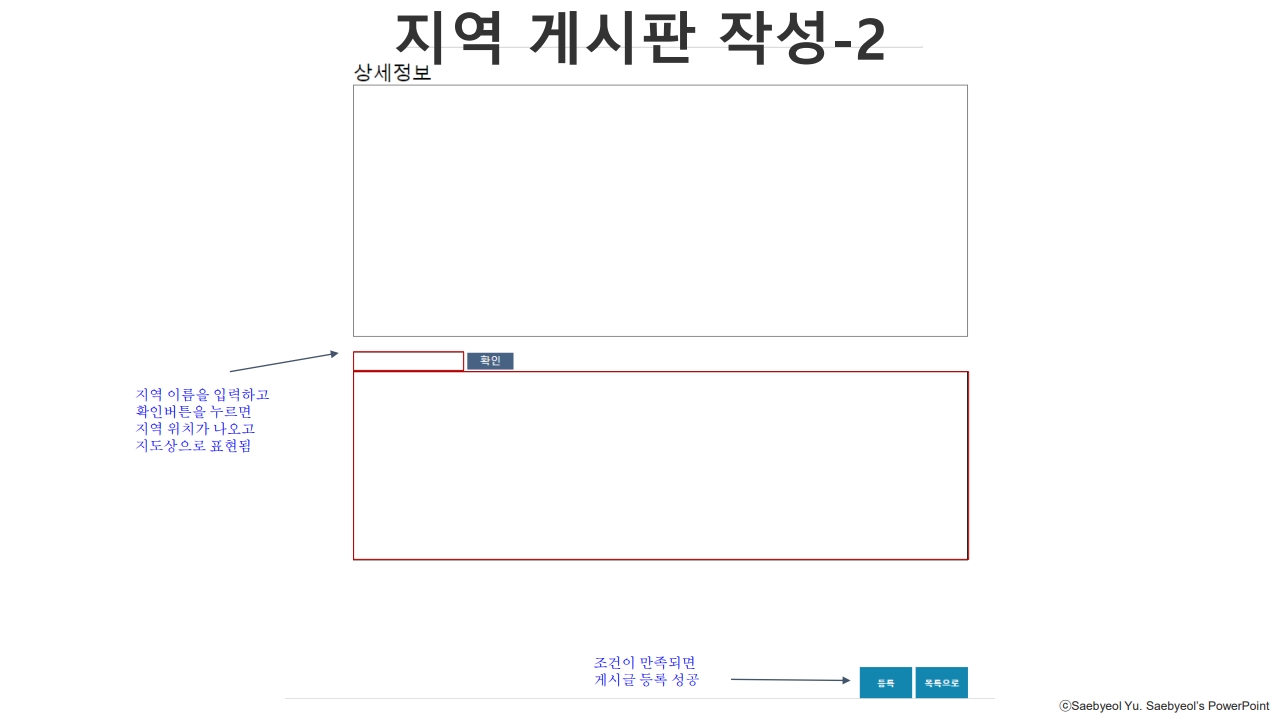 지역 게시판 작성-2
상세정보
확인
지역 이름을 입력하고
확인버튼을 누르면
지역 위치가 나오고
지도상으로 표현됨
조건이 만족되면
게시글 등록 성공
등록
목록으로
ⓒSaebyeol Yu. Saebyeol's PowerPoint